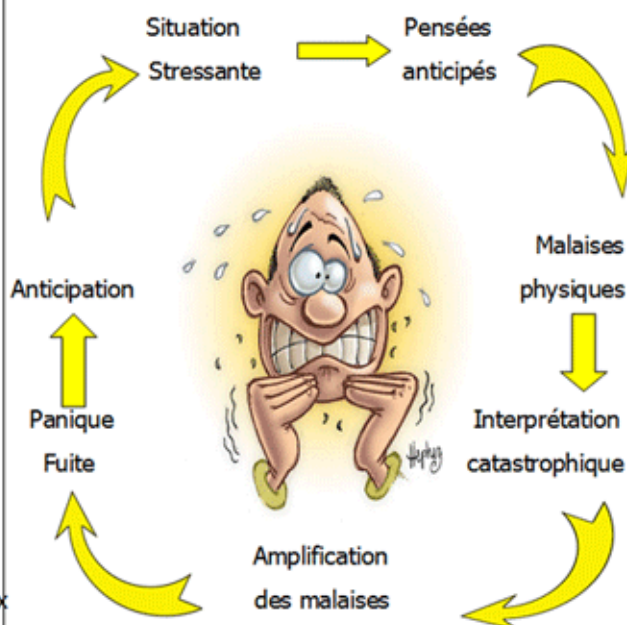 Situation
Stressante
Pensées
anticipés
Malaises
physiques
Interprétation
catastrophique
Amplification
des malaises
Panique
Fuite
Anticipation
x